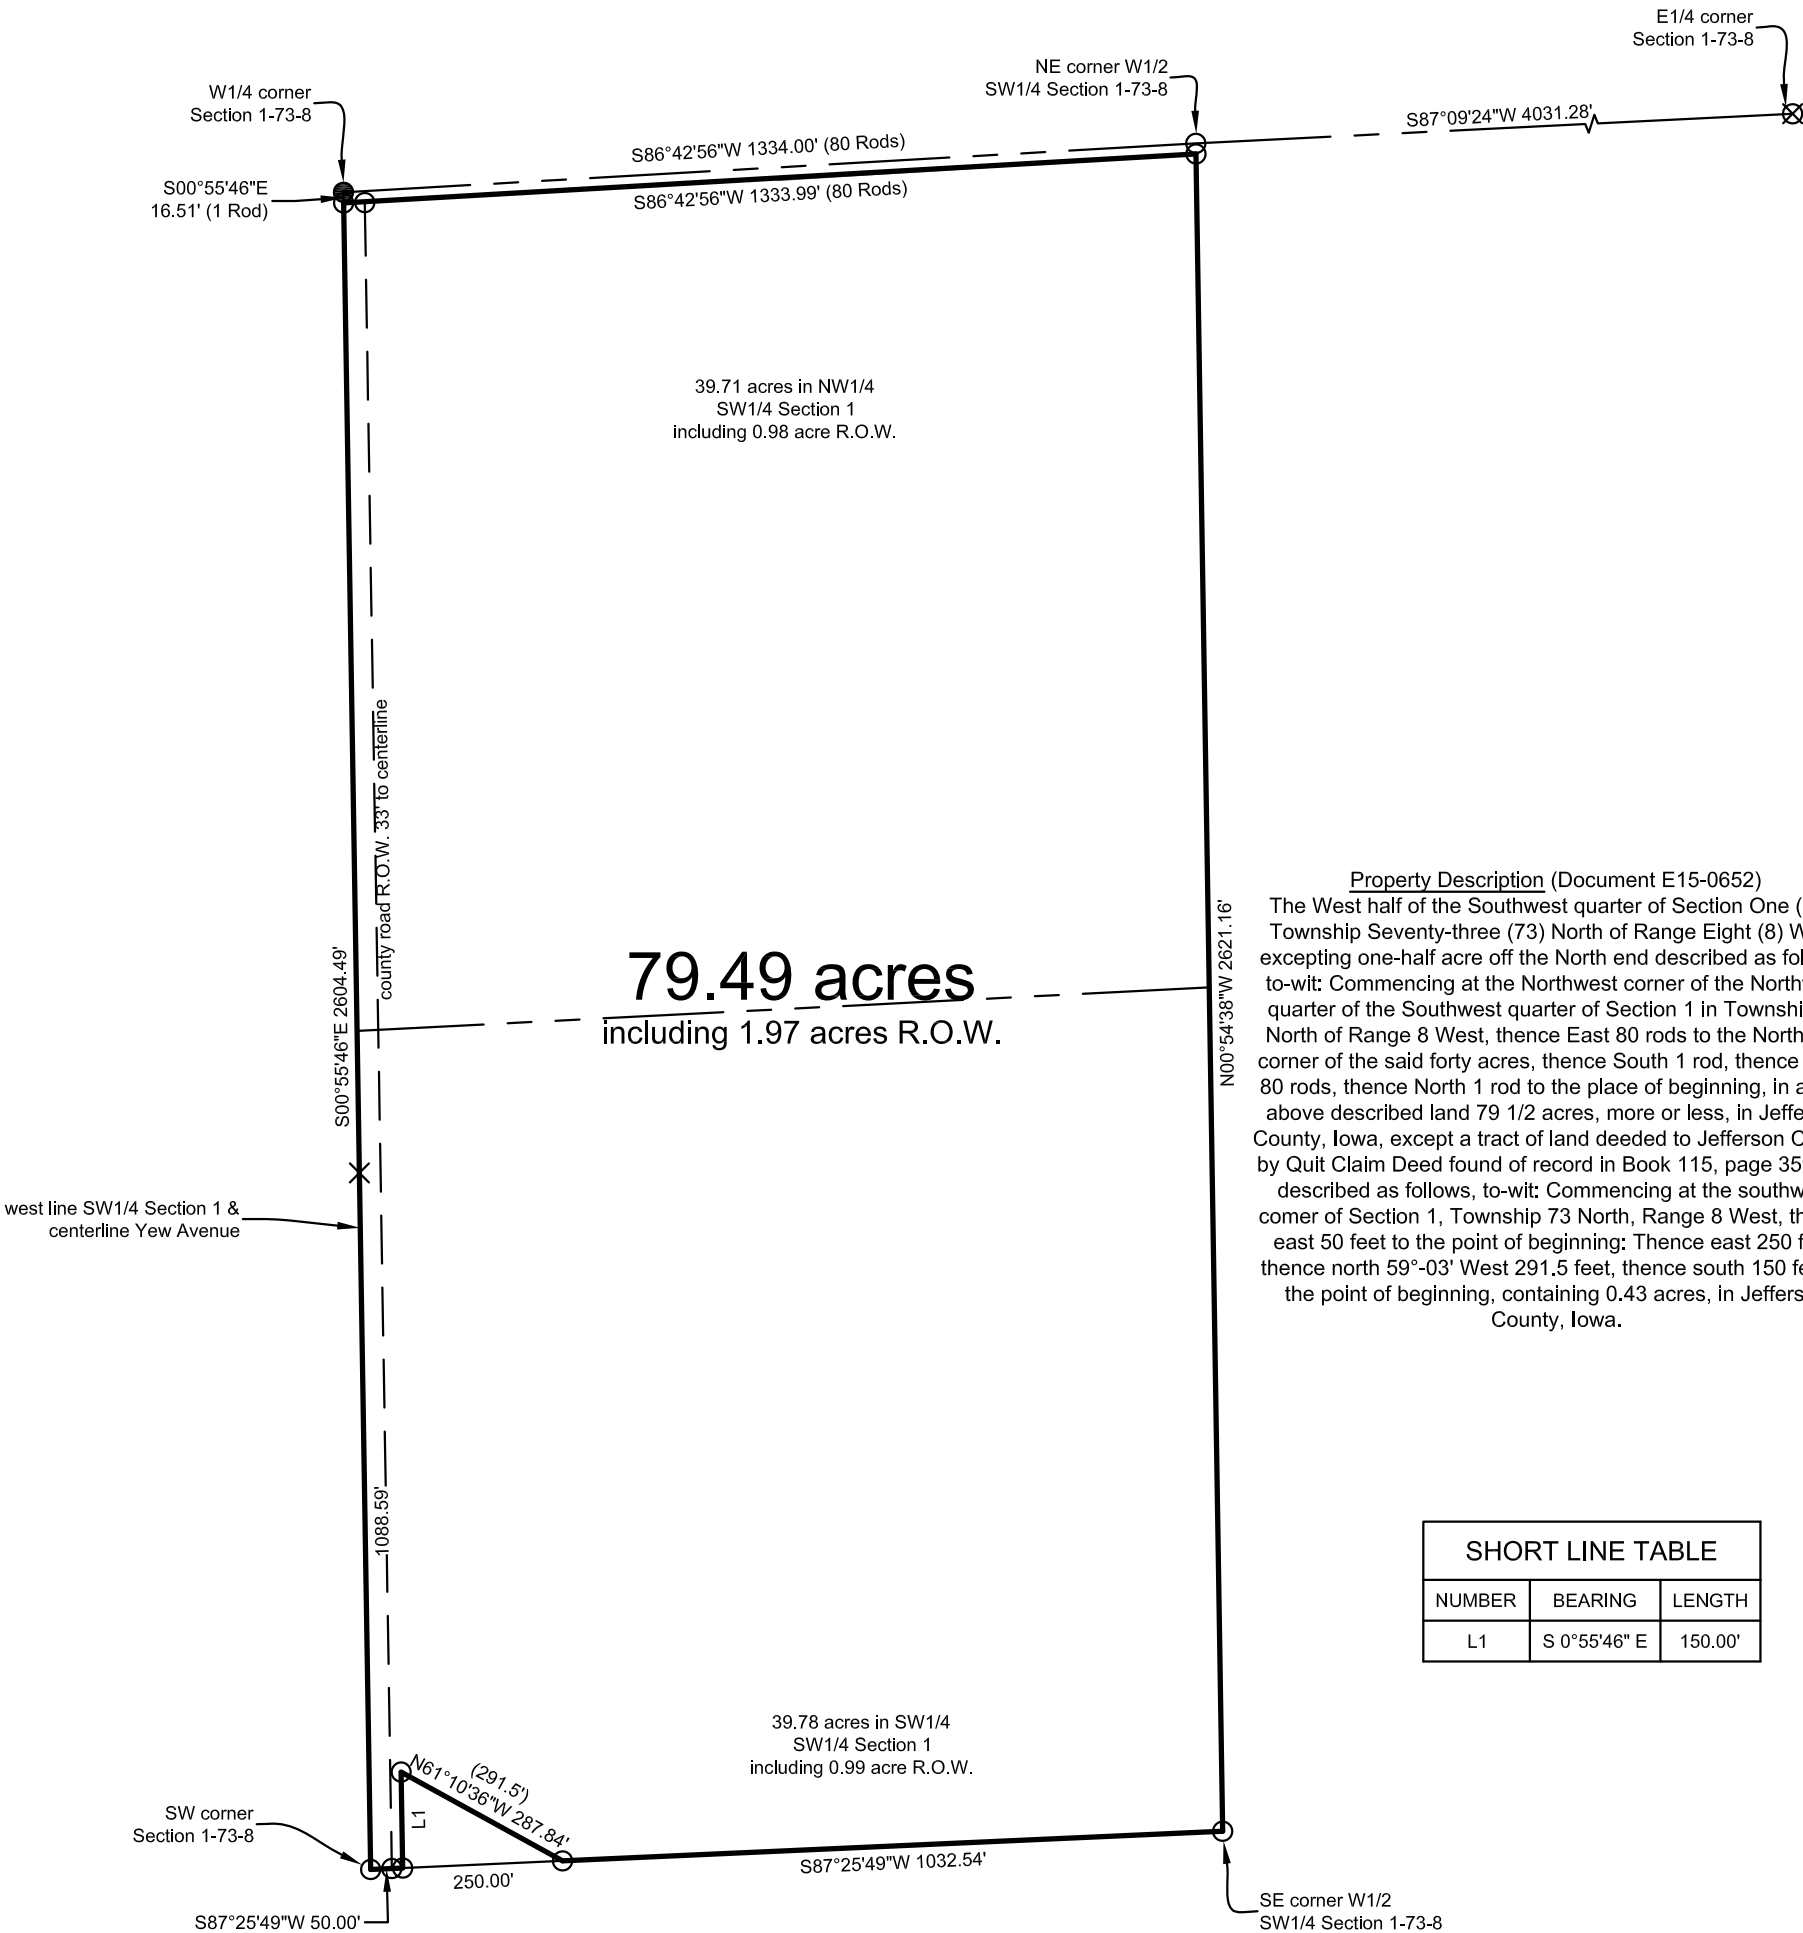 E1/4 corner
Section 1-73-8
NE corner W1/2
SW1/4 Section 1-73-8
W1/4 corner
Section 1-73-8
S87°09'24"W 4031.28'
S86°42'56"W 1334.00' (80 Rods)
S00°55'46"E
16.51' (1 Rod)
S86°42'56"W 1333.99' (80 Rods)
39.71 acres in NW1/4
SW1/4 Section 1
including 0.98 acre R.O.W.
county road R.O.W. 33' to centerline
S00°55'46"E 2604.49'
79.49 acres
including 1.97 acres R.O.W.
N00°54'38"W 2621.16'
Property Description (Document E15-0652)
The West half of the Southwest quarter of Section One (
Township Seventy-three (73) North of Range Eight (8) W
excepting one-half acre off the North end described as fol
to-wit: Commencing at the Northwest corner of the North
quarter of the Southwest quarter of Section 1 in Townshi
North of Range 8 West, thence East 80 rods to the North
corner of the said forty acres, thence South 1 rod, thence
80 rods, thence North 1 rod to the place of beginning, in a
above described land 79 1/2 acres, more or less, in Jeffe
County, Iowa, except a tract of land deeded to Jefferson C
by Quit Claim Deed found of record in Book 115, page 35
described as follows, to-wit: Commencing at the southw
comer of Section 1, Township 73 North, Range 8 West, th
east 50 feet to the point of beginning: Thence east 250 f
thence north 59°-03' West 291.5 feet, thence south 150 fe
the point of beginning, containing 0.43 acres, in Jeffers
County, Iowa.
west line SW1/4 Section 1 &
centerline Yew Avenue
1088.59'
SHORT LINE TABLE
NUMBER BEARING LENGTH
L1 S 0°55'46" E 150.00'
39.78 acres in SW1/4
SW1/4 Section 1
including 0.99 acre R.O.W.
(291.5')
N61°10'36"W 287.84'
L1
SW corner
Section 1-73-8
S87°25'49"W 1032.54'
250.00'
S87°25'49"W 50.00'
SE corner W1/2
SW1/4 Section 1-73-8